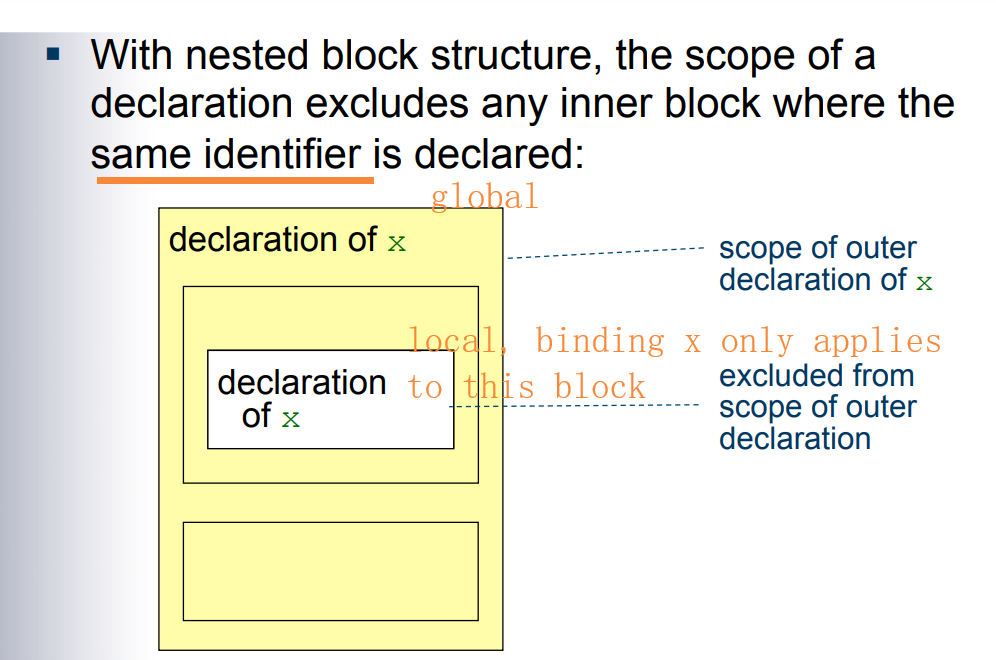 ▪ With nested block structure, the scope of a
declaration excludes any inner block where the
same identifier is declared:
global
declaration of x
scope of outer
declaration of x
local, binding x only applies
to this block
declaration
of x
excluded from
scope of outer
declaration